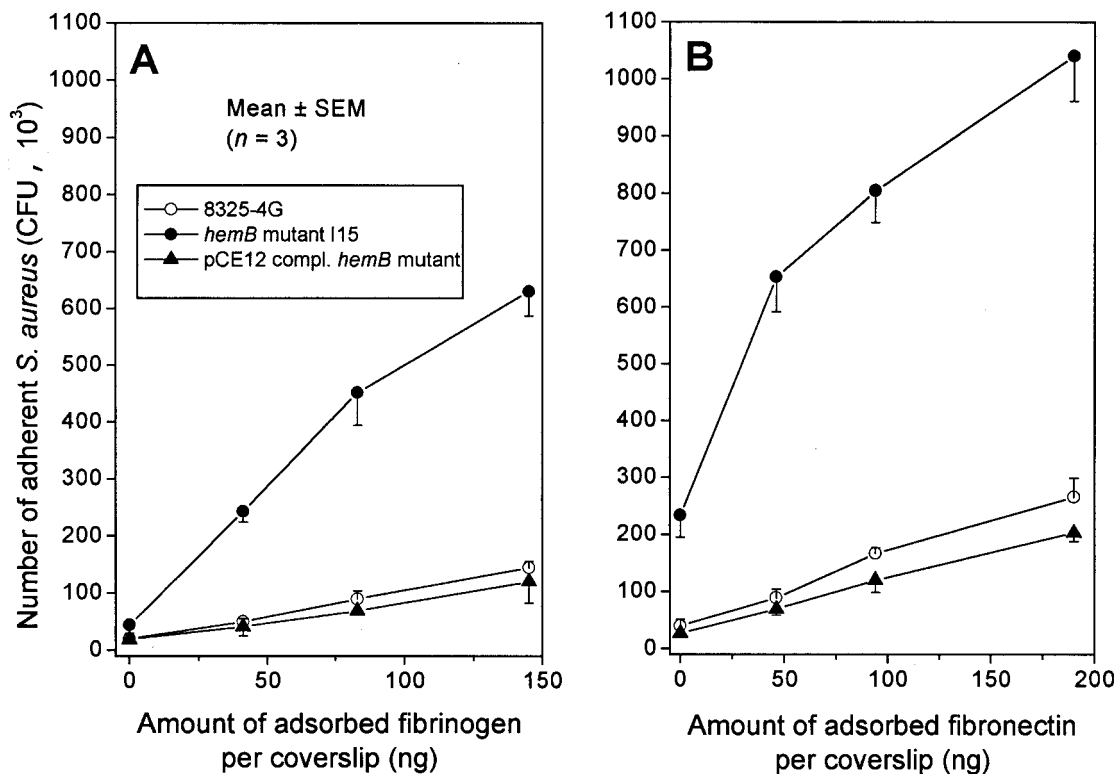 Number of adherent S. aureus (CFU , 10³)
1100
1000
900
800
700
600
500
400
300
200
100
0
A
Mean ± SEM
(n = 3)
8325-4G
hemB mutant I15
pCE12 compl. hemB mutant
0 50 100 150
Amount of adsorbed fibrinogen
per coverslip (ng)
1100
1000
900
800
700
600
500
400
300
200
100
0
B
0 50 100 150 200
Amount of adsorbed fibronectin
per coverslip (ng)